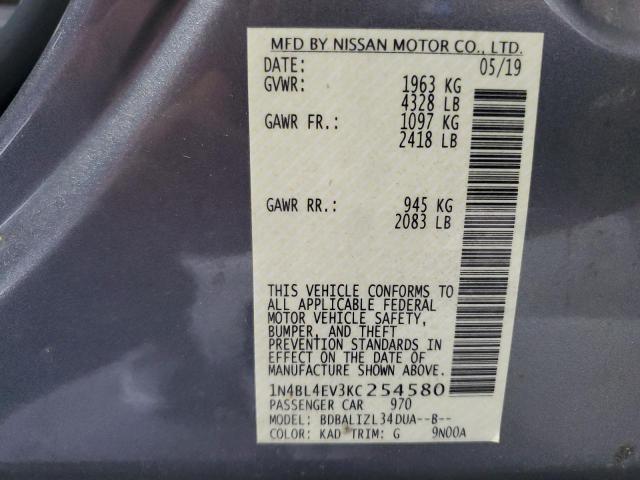 MFD BY NISSAN MOTOR CO., LTD.
DATE: 05/19
GVWR: 1963 KG
4328 LB
GAWR FR.: 1097 KG
2418 LB
GAWR RR.: 945 KG
2083 LB
THIS VEHICLE CONFORMS TO
ALL APPLICABLE FEDERAL
MOTOR VEHICLE SAFETY,
BUMPER, AND THEFT
PREVENTION STANDARDS IN
EFFECT ON THE DATE OF
MANUFACTURE SHOWN ABOVE.
1N4BL4EV3KC254580
PASSENGER CAR 970
MODEL: BDBALIZL34DUA--B--
COLOR: KAD TRIM: G 9N00A